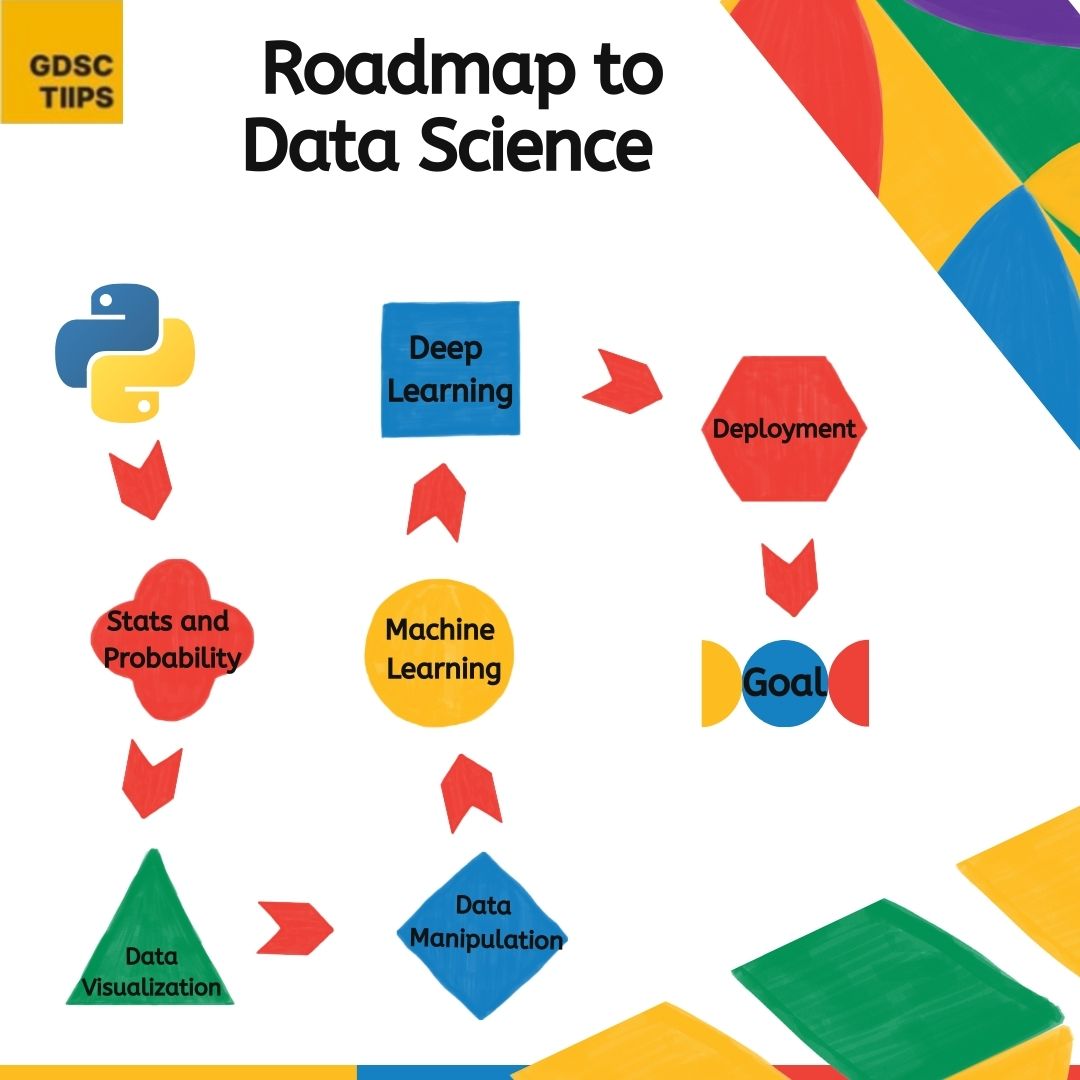 GDSC
TIIPS
Roadmap to
Data Science
Stats and
Probability
Data
Visualization
Data
Manipulation
Machine
Learning
Deep
Learning
Deployment
Goal